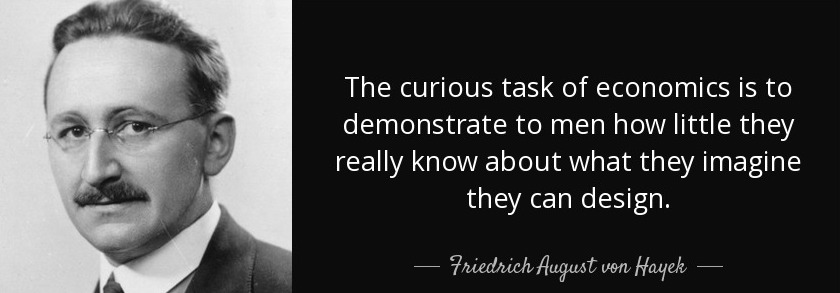 The curious task of economics is to
demonstrate to men how little they
really know about what they imagine
they can design.
Friedrich August von Hayek